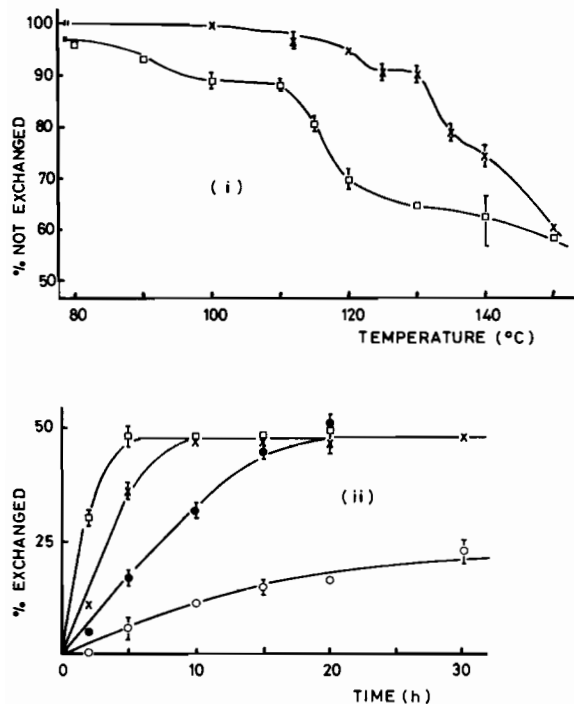 100
90
80
70
60
50
% NOT EXCHANGED
(i)
80
100
120
140
TEMPERATURE (°C)
50
25
% EXCHANGED
(ii)
0
10
20
30
TIME (h)